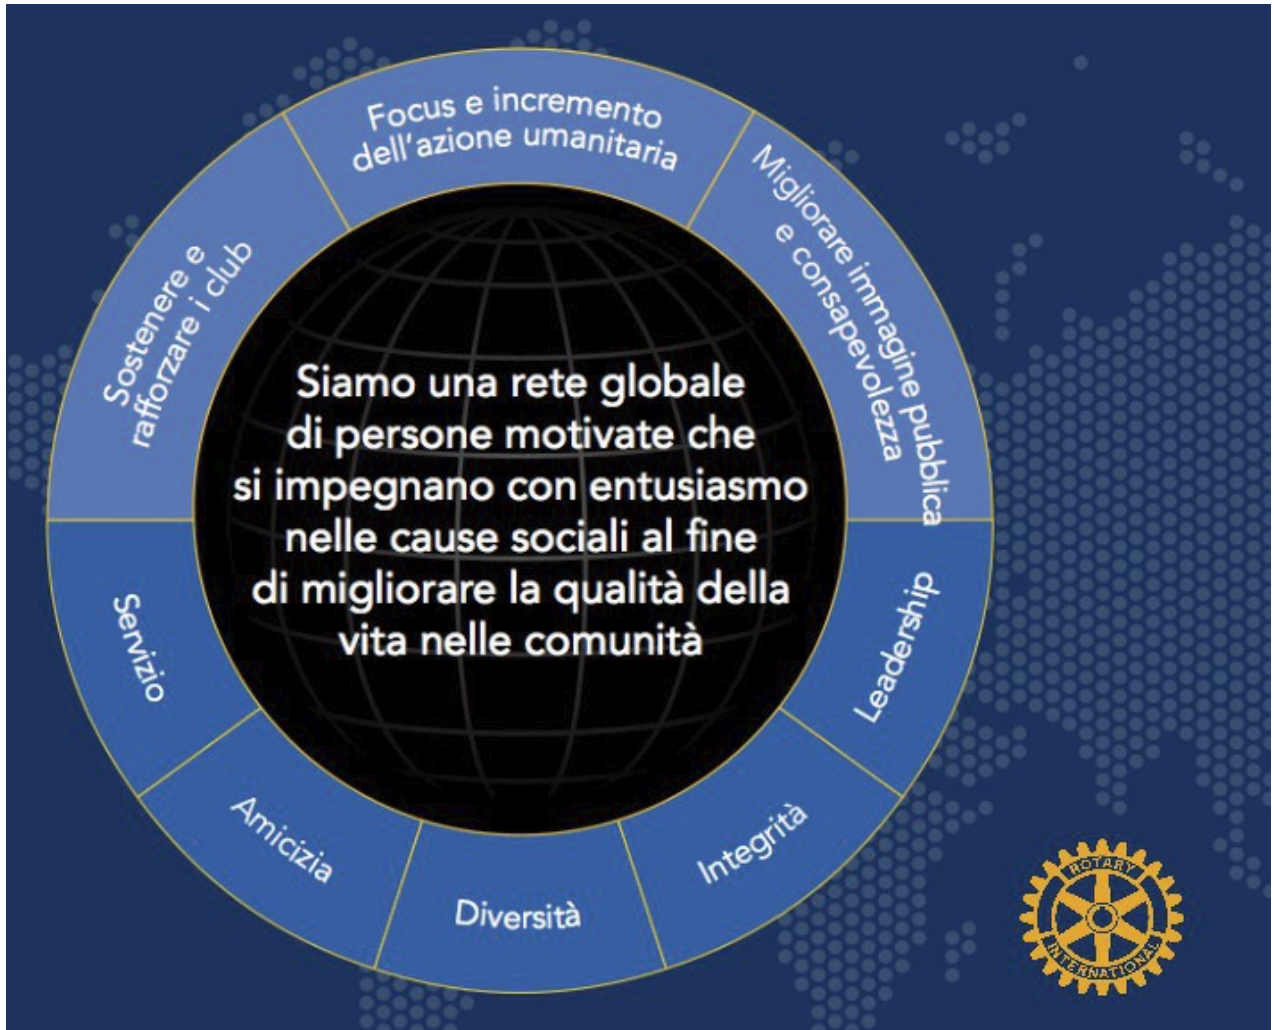 Focus e incremento
dell'azione umanitaria
Migliorare immagine pubblica
e consapevolezza
Sostenere e
rafforzare i club
Siamo una rete globale
di persone motivate che
si impegnano con entusiasmo
nelle cause sociali al fine
di migliorare la qualità della
vita nelle comunità
Servizio
Amicizia
Diversità
Integrità
Leadership
ROTARY
INTERNATIONAL